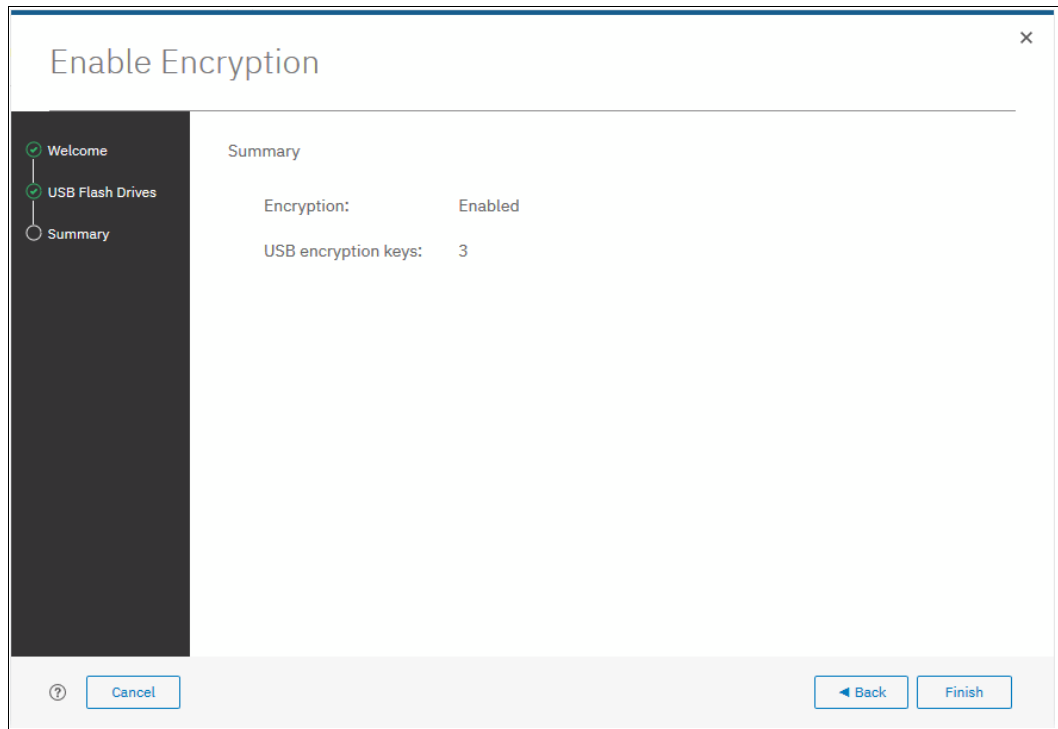 Enable Encryption
×
Welcome
USB Flash Drives
Summary
Summary
Encryption: Enabled
USB encryption keys: 3
?
Cancel
◄ Back
Finish